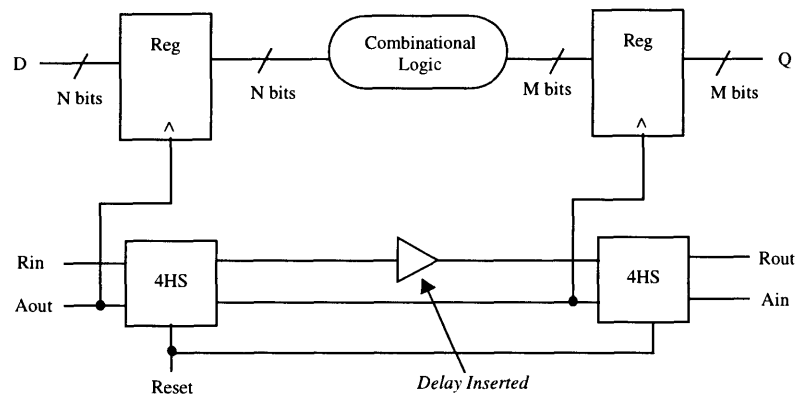 Reg
Combinational
Logic
Reg
D
Q
N bits
N bits
M bits
M bits
^
^
Rin
4HS
4HS
Rout
Aout
Ain
Reset
Delay Inserted